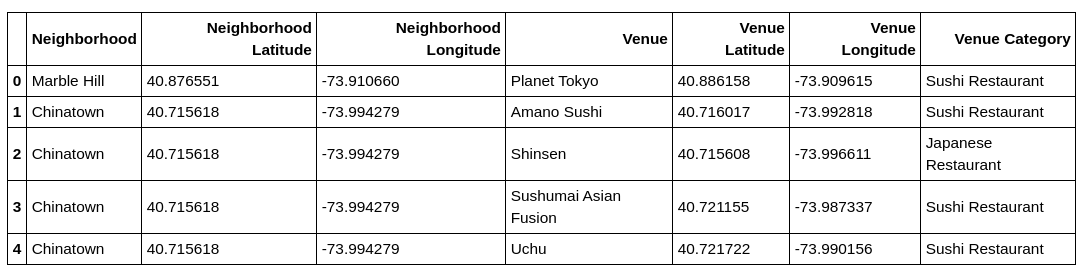 Neighborhood Neighborhood Latitude Neighborhood Longitude Venue Venue Latitude Venue Longitude Venue Category
0 Marble Hill 40.876551 -73.910660 Planet Tokyo 40.886158 -73.909615 Sushi Restaurant
1 Chinatown 40.715618 -73.994279 Amano Sushi 40.716017 -73.992818 Sushi Restaurant
2 Chinatown 40.715618 -73.994279 Shinsen 40.715608 -73.996611 Japanese Restaurant
3 Chinatown 40.715618 -73.994279 Sushumai Asian Fusion 40.721155 -73.987337 Sushi Restaurant
4 Chinatown 40.715618 -73.994279 Uchu 40.721722 -73.990156 Sushi Restaurant